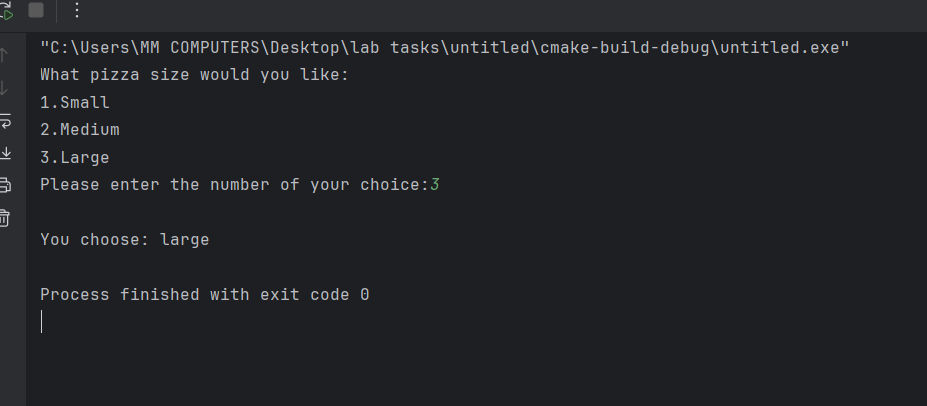 "C:\Users\MM COMPUTERS\Desktop\lab tasks\untitled\cmake-build-debug\untitled.exe"
What pizza size would you like:
1.Small
2.Medium
3.Large
Please enter the number of your choice:3
You choose: large
Process finished with exit code 0